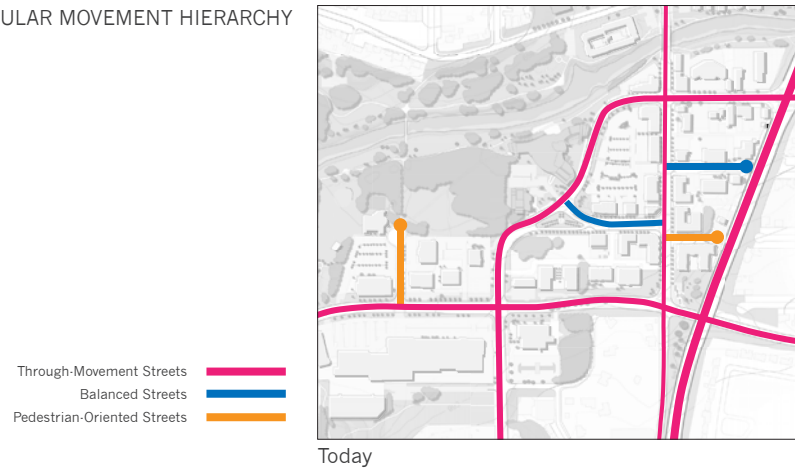 ULAR MOVEMENT HIERARCHY
Through-Movement Streets
Balanced Streets
Pedestrian-Oriented Streets
Today